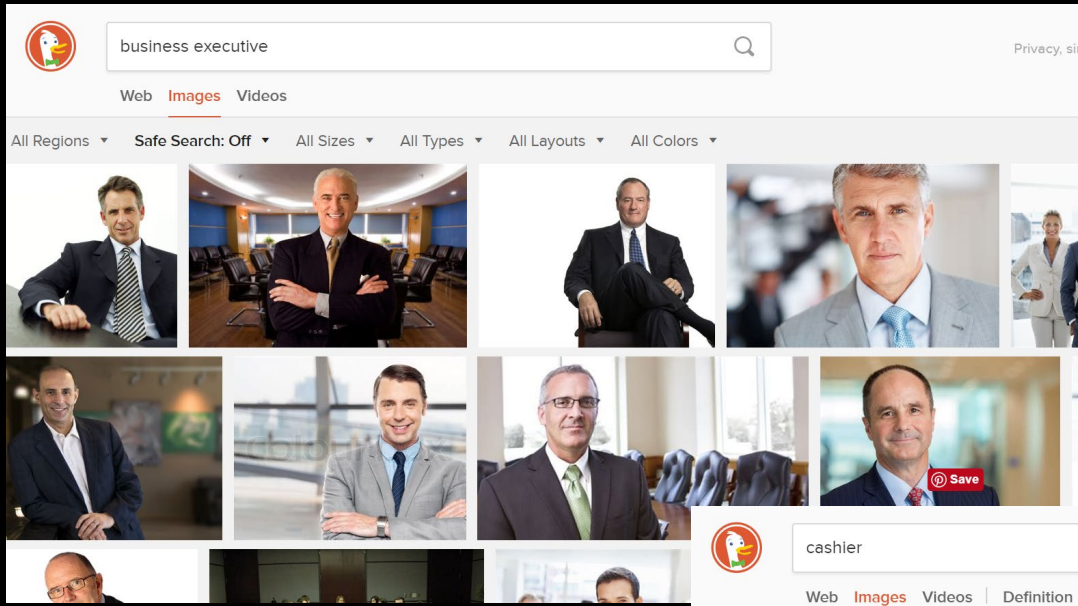 business executive
Privacy, si
Web Images Videos
All Regions Safe Search: Off All Sizes All Types All Layouts All Colors
Save
cashier
Web Images Videos Definition